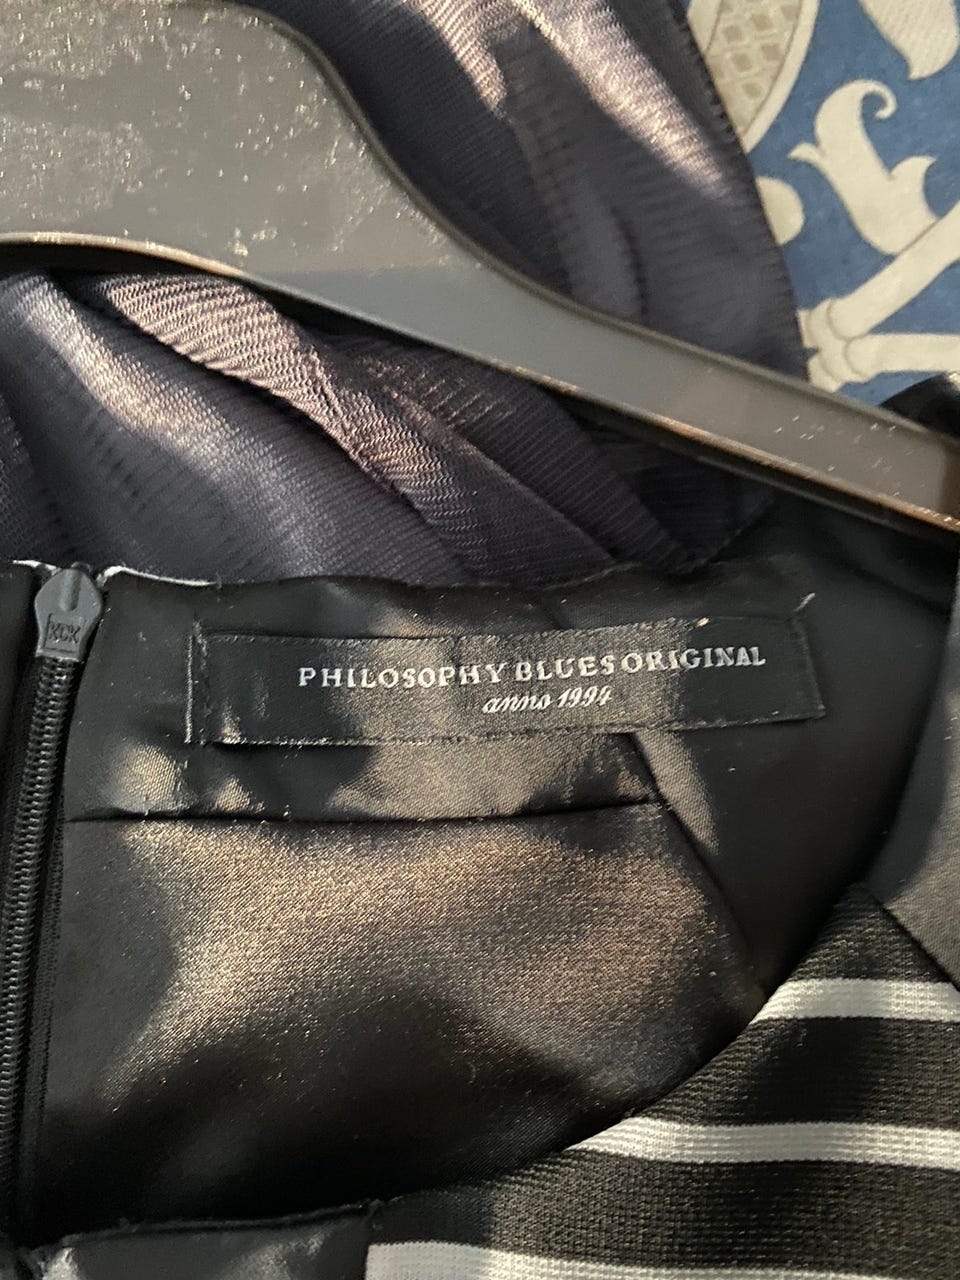 PHILOSOPHY BLUES ORIGINAL
anno 1994